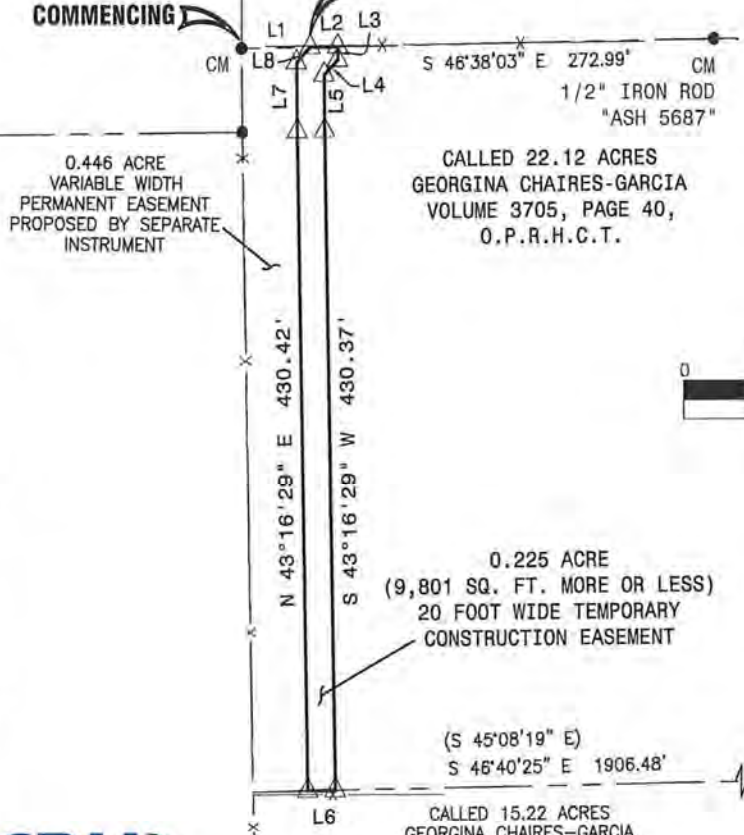 COMMENCING
L1
L2
L3
CM
L8
L4
L7
L5
S 46°38'03" E 272.99'
CM
1/2" IRON ROD
"ASH 5687"
0.446 ACRE
VARIABLE WIDTH
PERMANENT EASEMENT
PROPOSED BY SEPARATE
INSTRUMENT
CALLED 22.12 ACRES
GEORGINA CHAIRES-GARCIA
VOLUME 3705, PAGE 40,
O.P.R.H.C.T.
0
N 43°16'29" E 430.42'
S 43°16'29" W 430.37'
0.225 ACRE
(9,801 SQ. FT. MORE OR LESS)
20 FOOT WIDE TEMPORARY
CONSTRUCTION EASEMENT
(S 45°08'19" E)
S 46°40'25" E 1906.48'
L6
CALLED 15.22 ACRES
GEORGINA CHAIRES-GARCIA